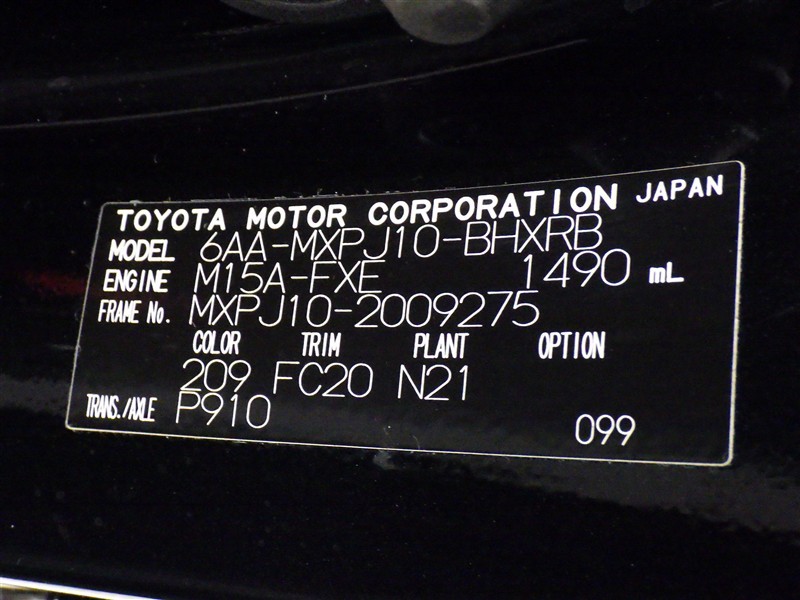 TOYOTA MOTOR CORPORATION JAPAN
MODEL 6AA-MXPJ10-BHXRB
ENGINE M15A-FXE 1490 mL
FRAME No. MXPJ10-2009275
COLOR TRIM PLANT OPTION
209 FC20 N21
TRANS./AXLE P910 099